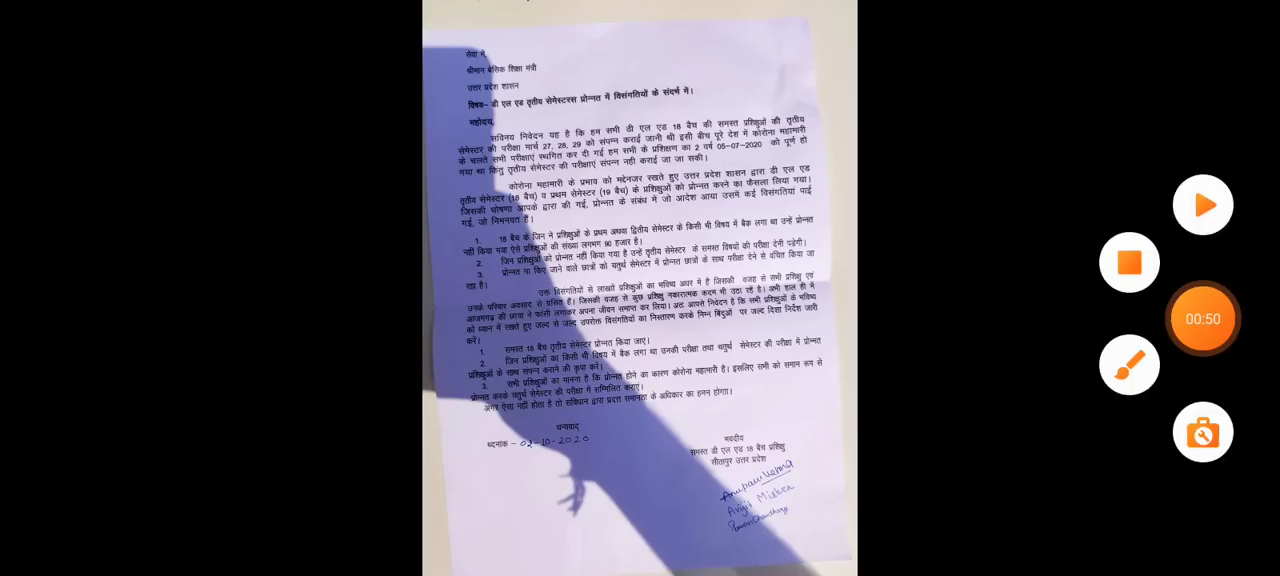 सेवा में,
श्रीमान बेसिक शिक्षा मंत्री
उत्तर प्रदेश शासन
विषय– डी एल एड तृतीय सेमेस्टरस प्रोन्नत में विसंगतियों के संदर्भ में।
महोदय,
सविनय निवेदन यह है कि हम सभी डी एल एड 18 बैच की समस्त प्रशिक्षुओं की तृतीय
सेमेस्टर की परीक्षा मार्च 27, 28, 29 को संपन्न कराई जानी थी इसी बीच पूरे देश में कोरोना महामारी
के चलते सभी परीक्षाएं स्थगित कर दी गई हम सभी के प्रशिक्षण का 2 वर्ष 05-07-2020 को पूर्ण हो
गया था किंतु तृतीय सेमेस्टर की परीक्षाएं संपन्न नही कराई जा जा सकी।
कोरोना महामारी के प्रभाव को मद्देनजर रखते हुए उत्तर प्रदेश शासन द्वारा डी एल एड
तृतीय सेमेस्टर (18 बैच) व प्रथम सेमेस्टर (19 बैच) के प्रशिक्षुओं को प्रोन्नत करने का फैसला लिया गया।
जिसकी घोषणा आपके द्वारा की गई, प्रोन्नत के संबंध में जो आदेश आया उसमें कई विसंगतियां पाई
गई, जो निमनवत हैं।
1. 18 बैच के जिन ने प्रशिक्षुओं के प्रथम अथवा द्वितीय सेमेस्टर के किसी भी विषय में बैक लगा था उन्हे प्रोन्नत
नहीं किया गया ऐसे प्रशिक्षुओं की संख्या लगभग 90 हजार है।
2. जिन प्रशिक्षुओं को प्रोन्नत नहीं किया गया है उन्हें तृतीय सेमेस्टर के समस्त विषयों की परीक्षा देनी पड़ेगी।
3. प्रोन्नत ना किए जाने वाले छात्रों को चतुर्थ सेमेस्टर में प्रोन्नत छात्रों के साथ परीक्षा देने से वंचित किया जा
रहा है।
उक्त विसंगतियों से लाखों प्रशिक्षुओं का भविष्य अधर में है जिसकी वजह से सभी प्रशिक्षु एवं
उनके परिवार अवसाद से ग्रसित हैं। जिसकी वजह से कुछ प्रशिक्षु नकारात्मक कदम भी उठा रहे है। अभी हाल ही में
आजमगढ़ की छात्रा ने फांसी लगाकर अपना जीवन समाप्त कर लिया। अतः आपसे निवेदन है कि सभी प्रशिक्षुओं के भविष्य
को ध्यान में रखते हुए जल्द से जल्द उपरोक्त विसंगतियों का निस्तारण करके निम्न बिंदुओं पर जल्द दिशा निर्देश जारी
करें।
1. समस्त 18 बैच तृतीय सेमेस्टर प्रोन्नत किया जाए।
2. जिन प्रशिक्षुओं का किसी भी विषय में बैक लगा था उनकी परीक्षा तथा चतुर्थ सेमेस्टर की परीक्षा में प्रोन्नत
प्रशिक्षुओं के साथ संपन्न कराने की कृपा करें।
3. सभी प्रशिक्षुओं का मानना है कि प्रोन्नत होने का कारण कोरोना महामारी है। इसलिए सभी को समान रूप से
प्रोन्नत करके चतुर्थ सेमेस्टर की परीक्षा में सम्मिलित कराएं।
अगर ऐसा नहीं होता है तो संविधान द्वारा प्रदत्त समानता के अधिकार का हनन होगाा।
धन्यवाद्
ध्दनांक – 02-10-2020
भवदीय
समस्त डी एल एड 18 बैच प्रशिक्षु
सीतापुर उत्तर प्रदेश
Anupam Verma
Avijit Mishra
Pawan Chaudhary
00:50